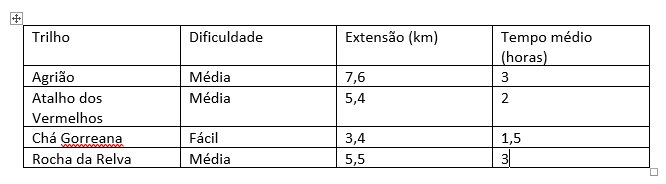 Trilho Dificuldade Extensão (km) Tempo médio
(horas)
Agrião Média 7,6 3
Atalho dos Média 5,4 2
Vermelhos
Chá Gorreana Fácil 3,4 1,5
Rocha da Relva Média 5,5 3